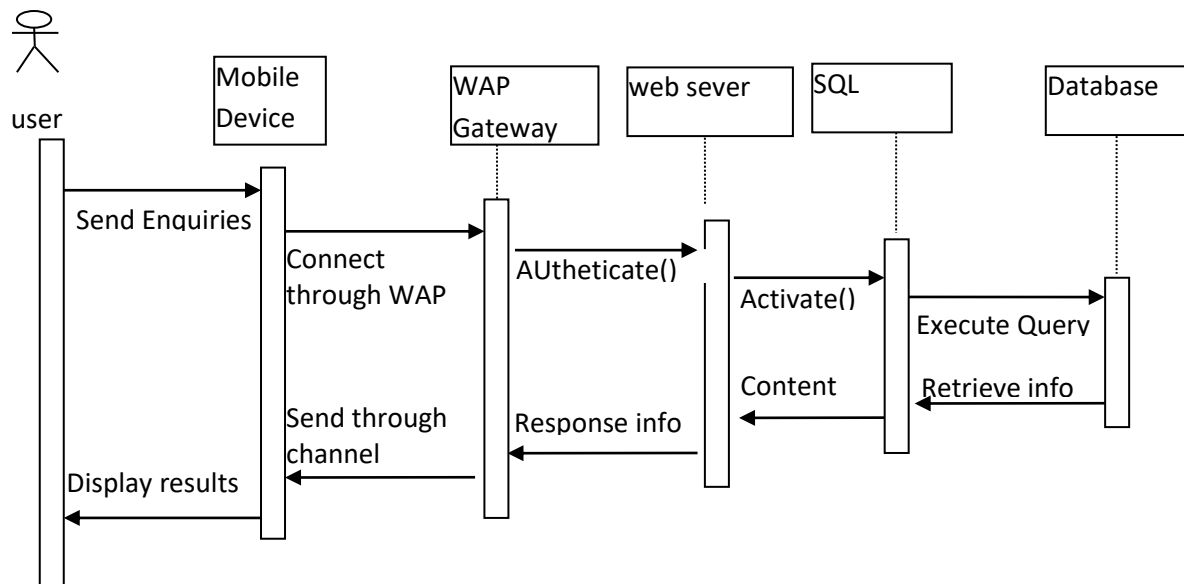 user
Mobile
Device
WAP
Gateway
web sever
SQL
Database
Send Enquiries
Connect
through WAP
AUtheticate()
Activate()
Execute Query
Retrieve info
Content
Response info
Send through
channel
Display results